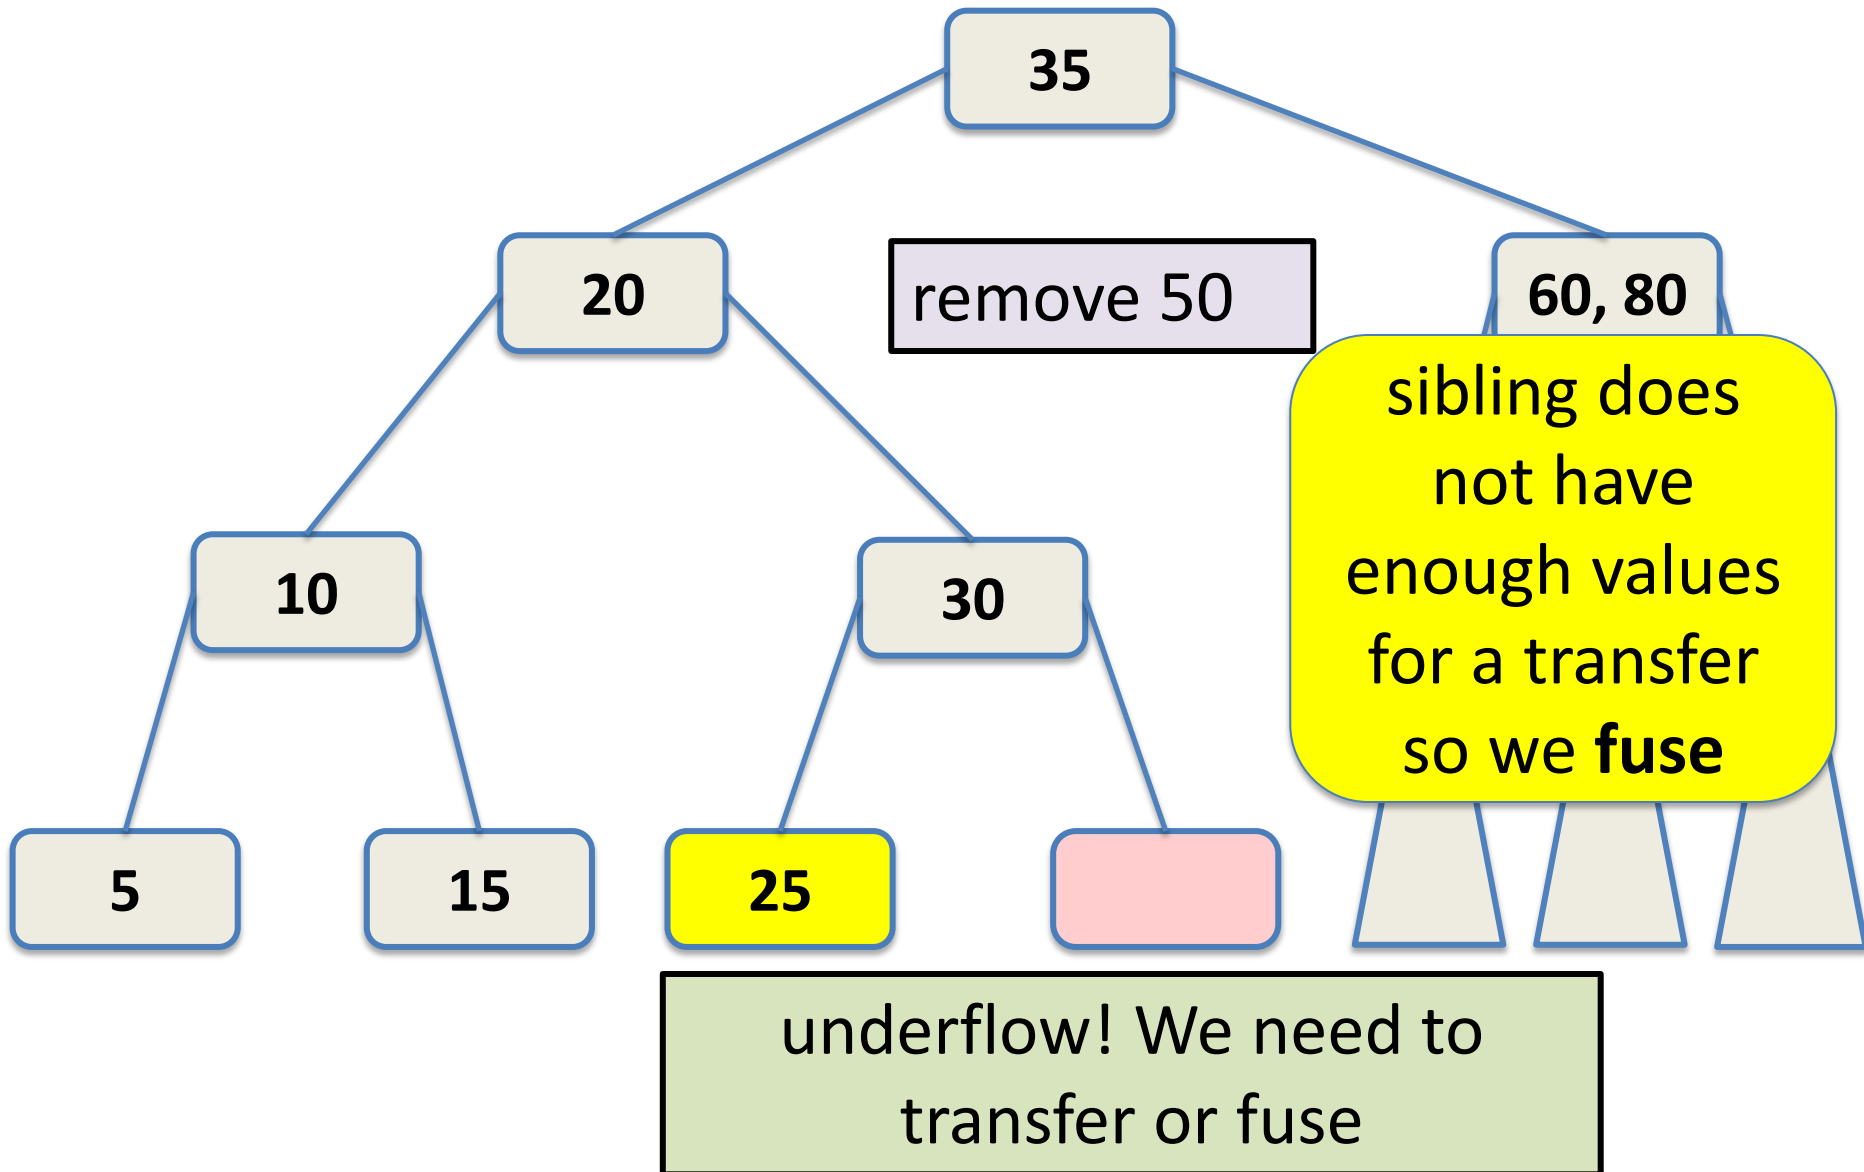 35
20
remove 50
60, 80
sibling does
not have
enough values
for a transfer
so we fuse
10
30
5
15
25
underflow! We need to
transfer or fuse